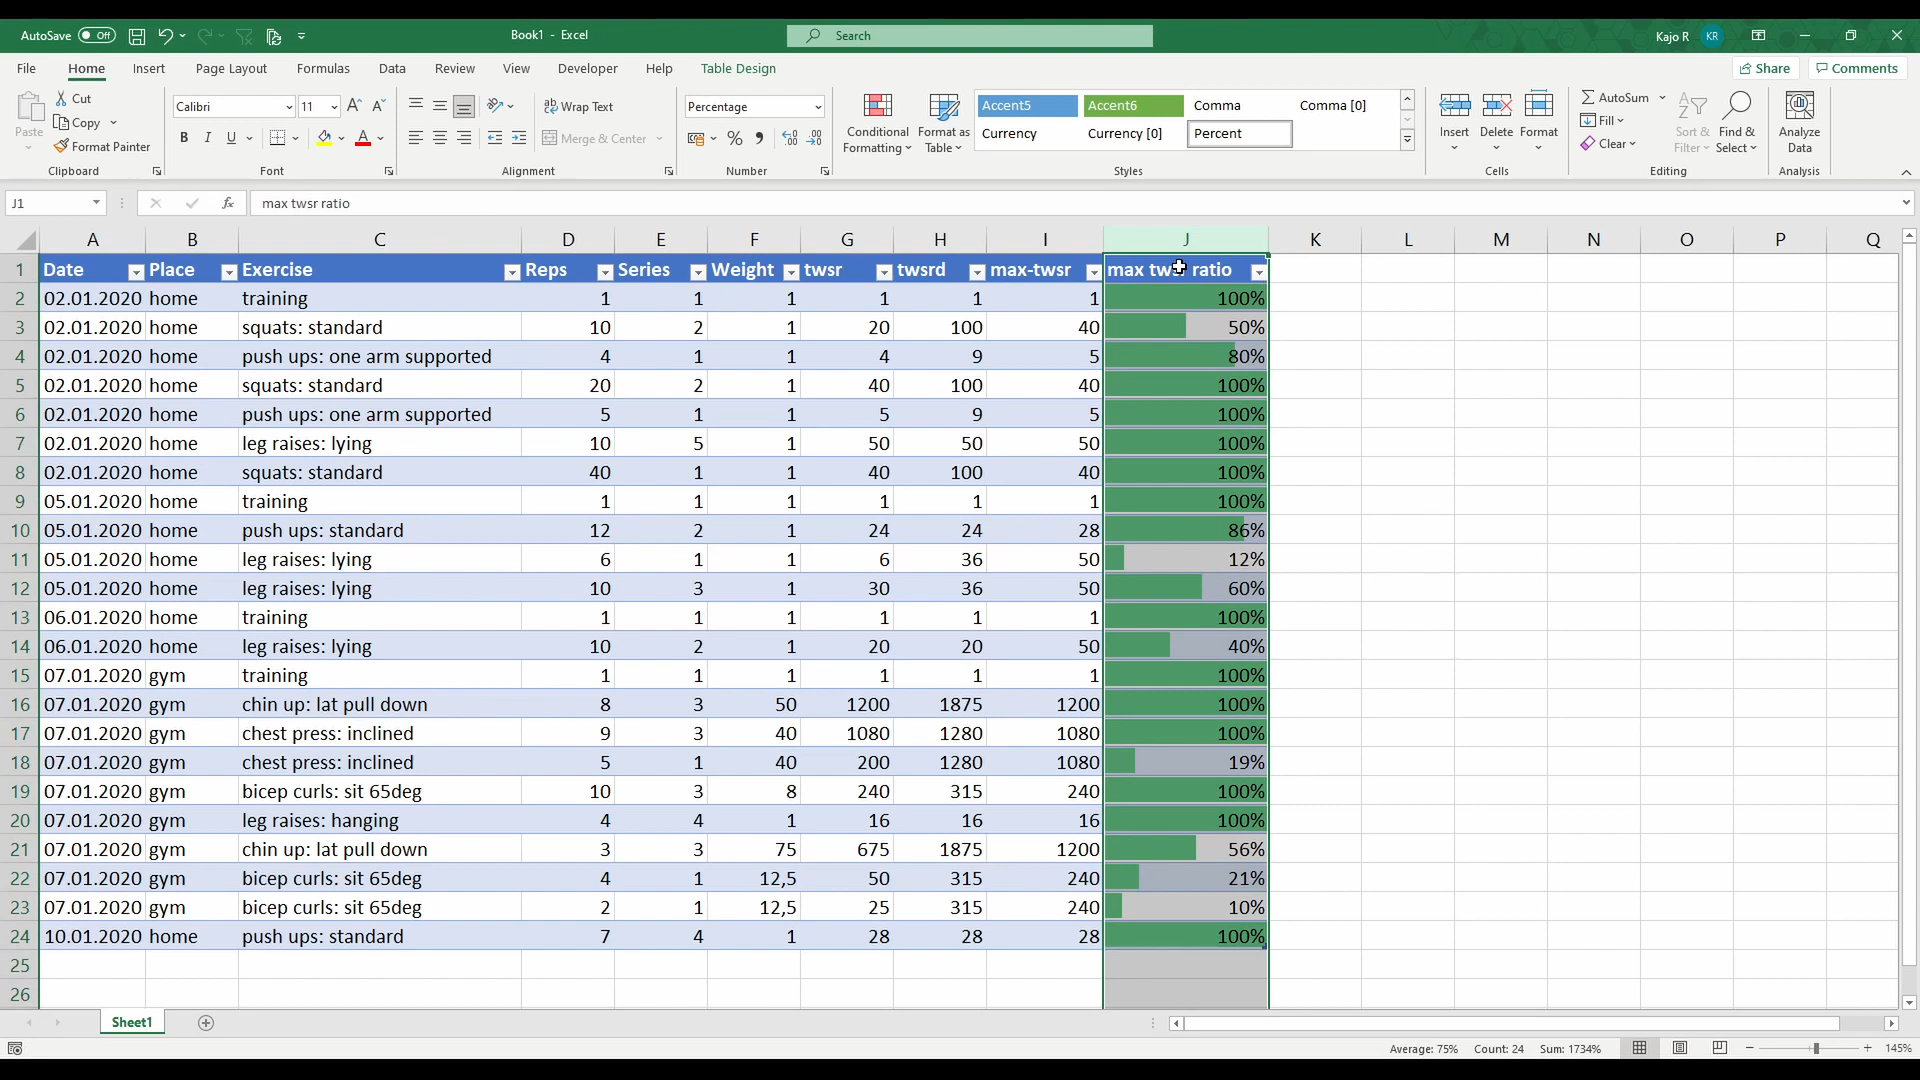 AutoSave Off Book1 - Excel Search Kajo R KR
File Home Insert Page Layout Formulas Data Review View Developer Help Table Design Share Comments
Paste Cut Calibri 11 Wrap Text Percentage Conditional Formatting Format as Table Accent5 Accent6 Comma Comma [0] Insert Delete Format AutoSum Sort & Filter Find & Select Analyze Data
Copy Fill
Format Painter B I U Merge & Center Currency Currency [0] Percent Clear
Clipboard Font Alignment Number Styles Cells Editing Analysis
J1 fx max twsr ratio
A B C D E F G H I J K L M N O P Q
1 Date Place Exercise Reps Series Weight twsr twsrd max-twsr max twsr ratio
2 02.01.2020 home training 1 1 1 1 1 1 100%
3 02.01.2020 home squats: standard 10 2 1 20 100 40 50%
4 02.01.2020 home push ups: one arm supported 4 1 1 4 9 5 80%
5 02.01.2020 home squats: standard 20 2 1 40 100 40 100%
6 02.01.2020 home push ups: one arm supported 5 1 1 5 9 5 100%
7 02.01.2020 home leg raises: lying 10 5 1 50 50 50 100%
8 02.01.2020 home squats: standard 40 1 1 40 100 40 100%
9 05.01.2020 home training 1 1 1 1 1 1 100%
10 05.01.2020 home push ups: standard 12 2 1 24 24 28 86%
11 05.01.2020 home leg raises: lying 6 1 1 6 36 50 12%
12 05.01.2020 home leg raises: lying 10 3 1 30 36 50 60%
13 06.01.2020 home training 1 1 1 1 1 1 100%
14 06.01.2020 home leg raises: lying 10 2 1 20 20 50 40%
15 07.01.2020 gym training 1 1 1 1 1 1 100%
16 07.01.2020 gym chin up: lat pull down 8 3 50 1200 1875 1200 100%
17 07.01.2020 gym chest press: inclined 9 3 40 1080 1280 1080 100%
18 07.01.2020 gym chest press: inclined 5 1 40 200 1280 1080 19%
19 07.01.2020 gym bicep curls: sit 65deg 10 3 8 240 315 240 100%
20 07.01.2020 gym leg raises: hanging 4 4 1 16 16 16 100%
21 07.01.2020 gym chin up: lat pull down 3 3 75 675 1875 1200 56%
22 07.01.2020 gym bicep curls: sit 65deg 4 1 12,5 50 315 240 21%
23 07.01.2020 gym bicep curls: sit 65deg 2 1 12,5 25 315 240 10%
24 10.01.2020 home push ups: standard 7 4 1 28 28 28 100%
25
26
Sheet1
Average: 75% Count: 24 Sum: 1734% 145%